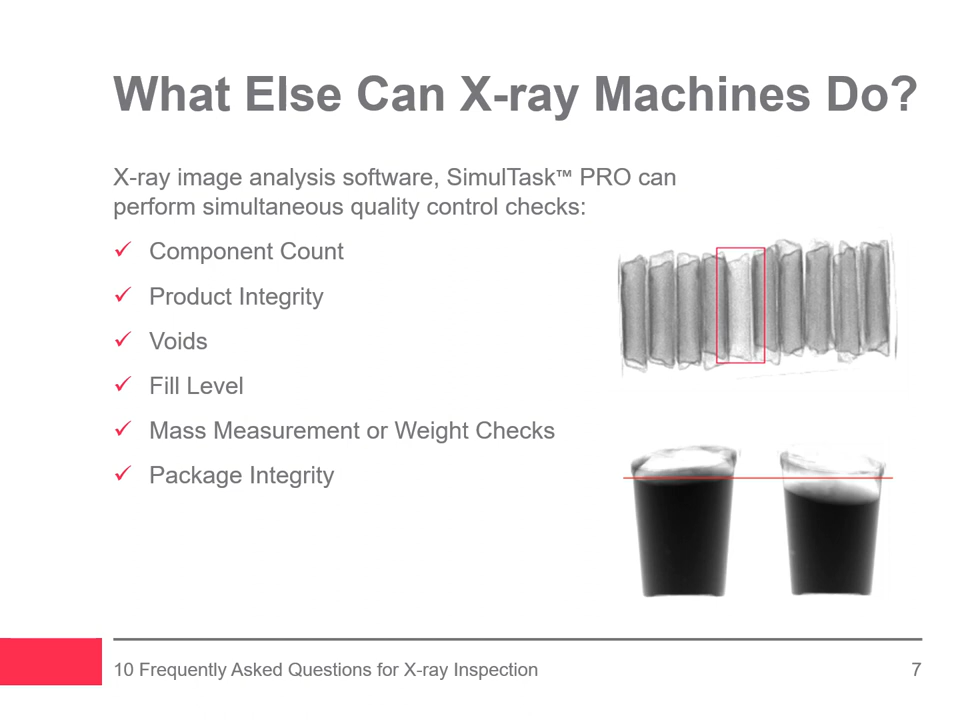 What Else Can X-ray Machines Do?
X-ray image analysis software, SimulTask™ PRO can
perform simultaneous quality control checks:
✓ Component Count
✓ Product Integrity
✓ Voids
✓ Fill Level
✓ Mass Measurement or Weight Checks
✓ Package Integrity
10 Frequently Asked Questions for X-ray Inspection
7